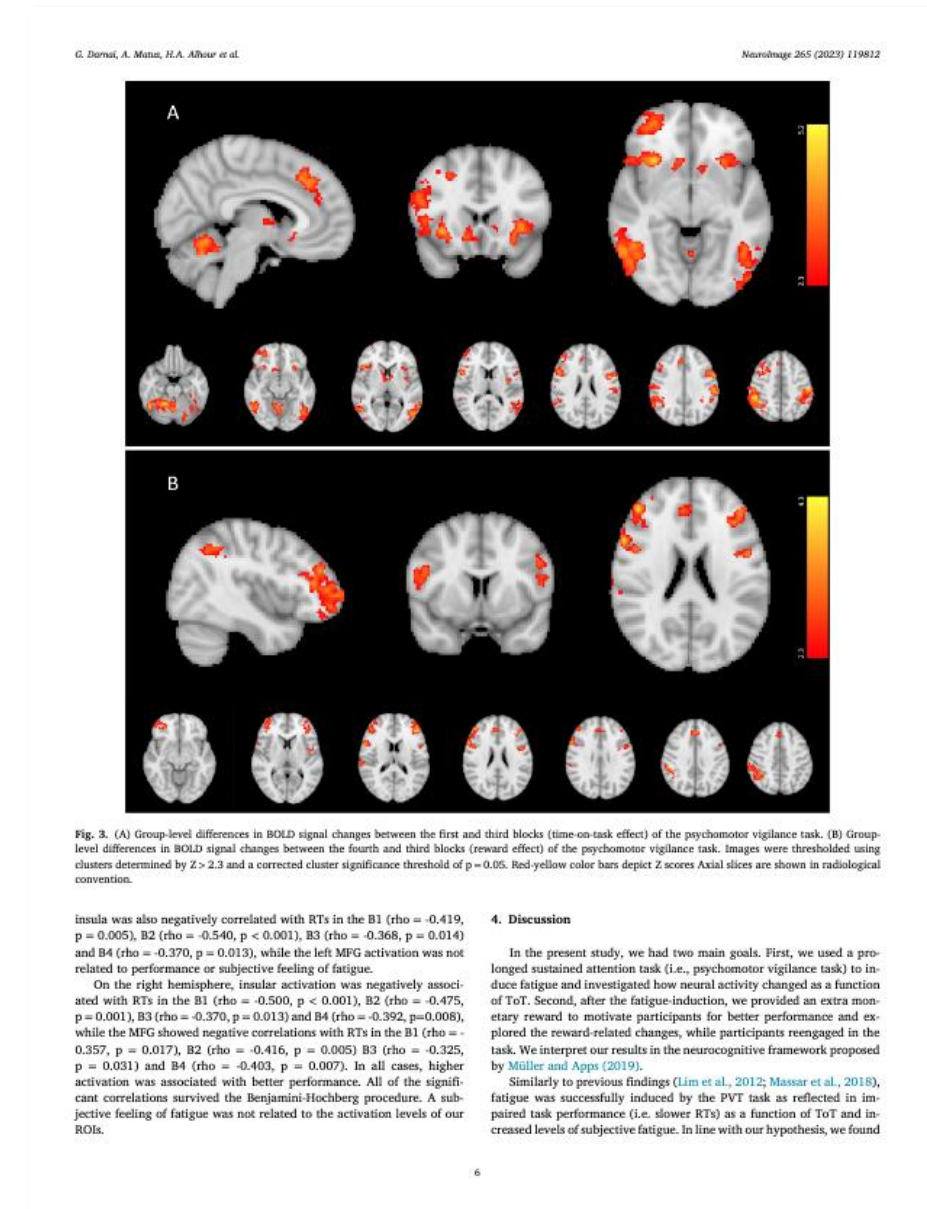 G. Darnai, A. Matus, H.A. Alhour et al.
NeuroImage 265 (2023) 119812
A
5.2
2.3
B
4.3
2.3
Fig. 3. (A) Group-level differences in BOLD signal changes between the first and third blocks (time-on-task effect) of the psychomotor vigilance task. (B) Group-
level differences in BOLD signal changes between the fourth and third blocks (reward effect) of the psychomotor vigilance task. Images were thresholded using
clusters determined by Z > 2.3 and a corrected cluster significance threshold of p = 0.05. Red-yellow color bars depict Z scores Axial slices are shown in radiological
convention.
insula was also negatively correlated with RTs in the B1 (rho = -0.419,
p = 0.005), B2 (rho = -0.540, p < 0.001), B3 (rho = -0.368, p = 0.014)
and B4 (rho = -0.370, p = 0.013), while the left MFG activation was not
related to performance or subjective feeling of fatigue.
On the right hemisphere, insular activation was negatively associ-
ated with RTs in the B1 (rho = -0.500, p < 0.001), B2 (rho = -0.475,
p = 0.001), B3 (rho = -0.370, p = 0.013) and B4 (rho = -0.392, p=0.008),
while the MFG showed negative correlations with RTs in the B1 (rho = -
0.357, p = 0.017), B2 (rho = -0.416, p = 0.005) B3 (rho = -0.325,
p = 0.031) and B4 (rho = -0.403, p = 0.007). In all cases, higher
activation was associated with better performance. All of the signifi-
cant correlations survived the Benjamini-Hochberg procedure. A sub-
jective feeling of fatigue was not related to the activation levels of our
ROIs.
4. Discussion
In the present study, we had two main goals. First, we used a pro-
longed sustained attention task (i.e., psychomotor vigilance task) to in-
duce fatigue and investigated how neural activity changed as a function
of ToT. Second, after the fatigue-induction, we provided an extra mon-
etary reward to motivate participants for better performance and ex-
plored the reward-related changes, while participants reengaged in the
task. We interpret our results in the neurocognitive framework proposed
by Müller and Apps (2019).
Similarly to previous findings (Lim et al., 2012; Massar et al., 2018),
fatigue was successfully induced by the PVT task as reflected in im-
paired task performance (i.e. slower RTs) as a function of ToT and in-
creased levels of subjective fatigue. In line with our hypothesis, we found
6